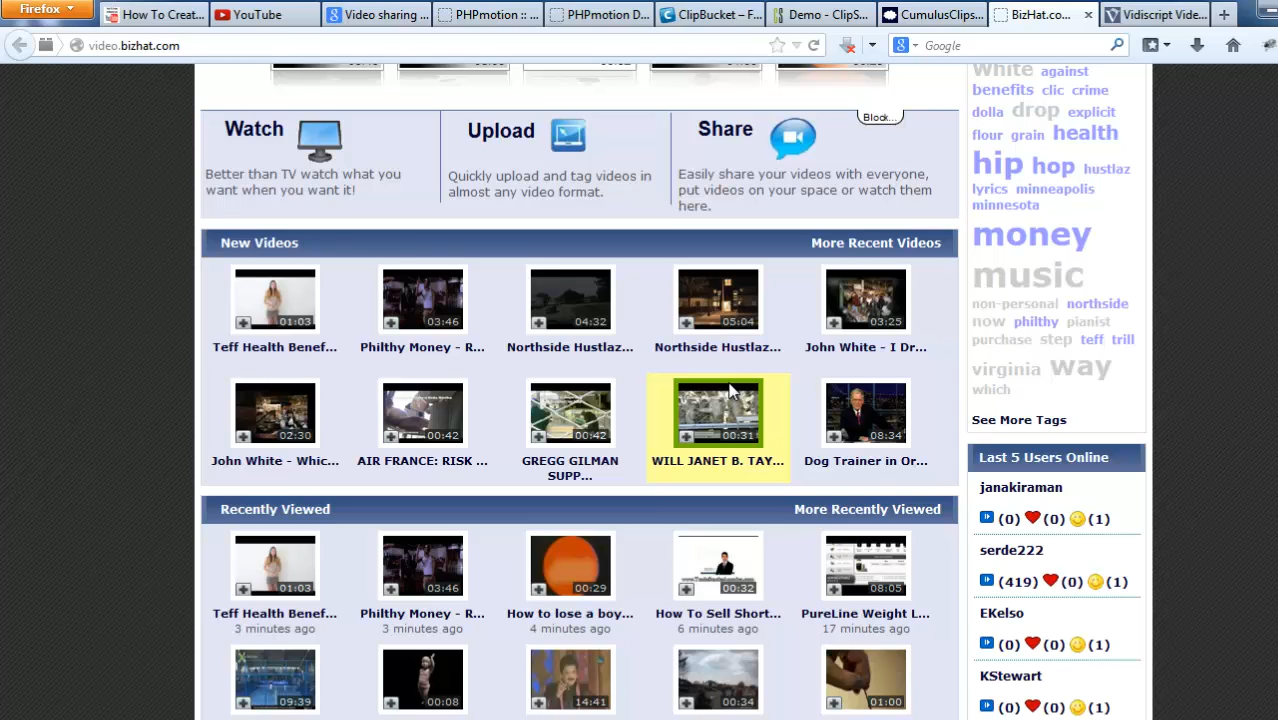 Firefox
How To Creat...
YouTube
Video sharing ...
PHPmotion :: ...
PHPmotion D...
ClipBucket – F...
Demo - ClipS...
CumulusClips...
BizHat.co...
Vidiscript Vide...
video.bizhat.com
Google
Watch
Better than TV watch what you
want when you want it!
Upload
Quickly upload and tag videos in
almost any video format.
Share
Easily share your videos with everyone,
put videos on your space or watch them
here.
Block...
New Videos
More Recent Videos
01:03
03:46
04:32
05:04
03:25
Teff Health Benef...
Philthy Money - R...
Northside Hustlaz...
Northside Hustlaz...
John White - I Dr...
02:30
00:42
00:42
00:31
08:34
John White - Whic...
AIR FRANCE: RISK ...
GREGG GILMAN
SUPP...
WILL JANET B. TAY...
Dog Trainer in Or...
Recently Viewed
More Recently Viewed
01:03
03:46
00:29
00:32
08:05
Teff Health Benef...
Philthy Money - R...
How to lose a boy...
How To Sell Short...
PureLine Weight L...
3 minutes ago
3 minutes ago
4 minutes ago
6 minutes ago
17 minutes ago
09:39
00:08
14:41
00:34
01:00
white against
benefits clic crime
dolla drop explicit
flour grain health
hip hop hustlaz
lyrics minneapolis
minnesota
money
music
non-personal northside
now philthy pianist
purchase step teff trill
virginia way
which
See More Tags
Last 5 Users Online
janakiraman
(0) (0) (1)
serde222
(419) (0) (1)
EKelso
(0) (0) (1)
KStewart
(0) (0) (1)